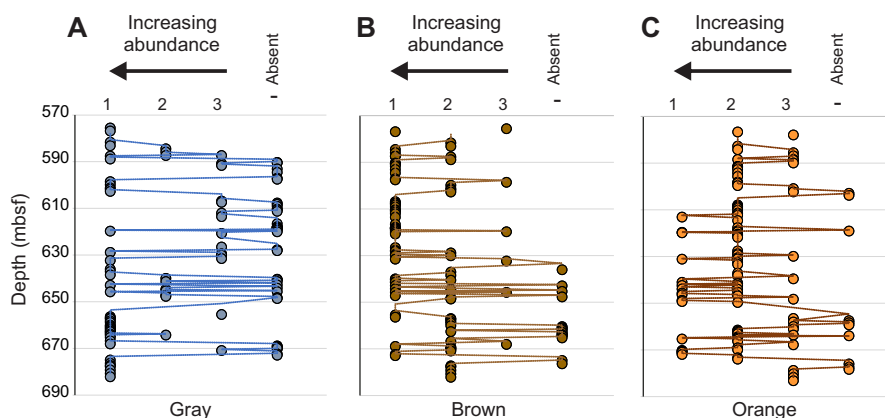 A
Increasing
abundance
Absent
1 2 3 -
B
Increasing
abundance
Absent
1 2 3 -
C
Increasing
abundance
Absent
1 2 3 -
Depth (mbsf)
570
590
610
630
650
670
690
Gray
Brown
Orange